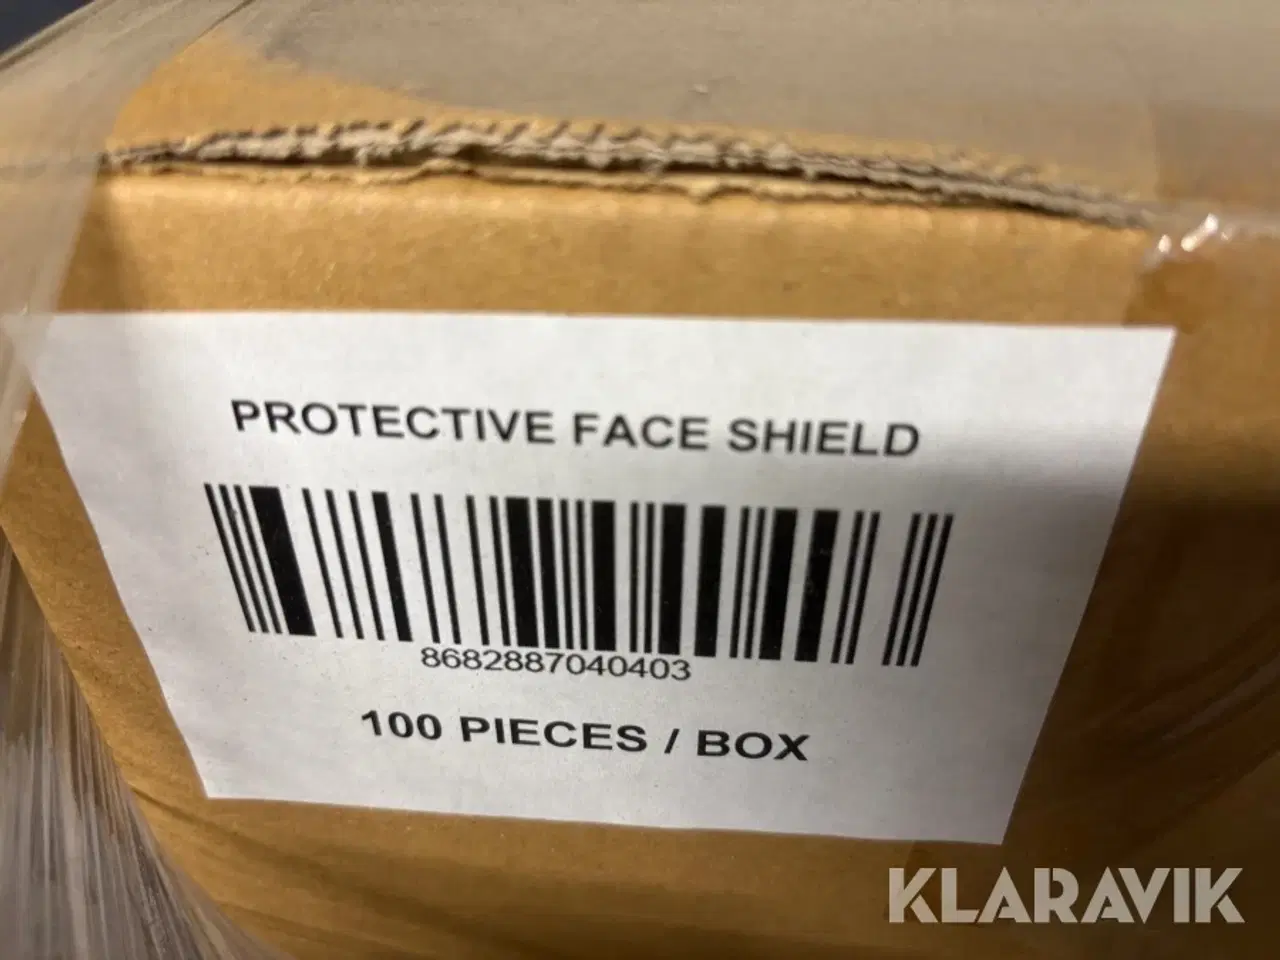 PROTECTIVE FACE SHIELD
8682887040403
100 PIECES / BOX
KLARAVIK